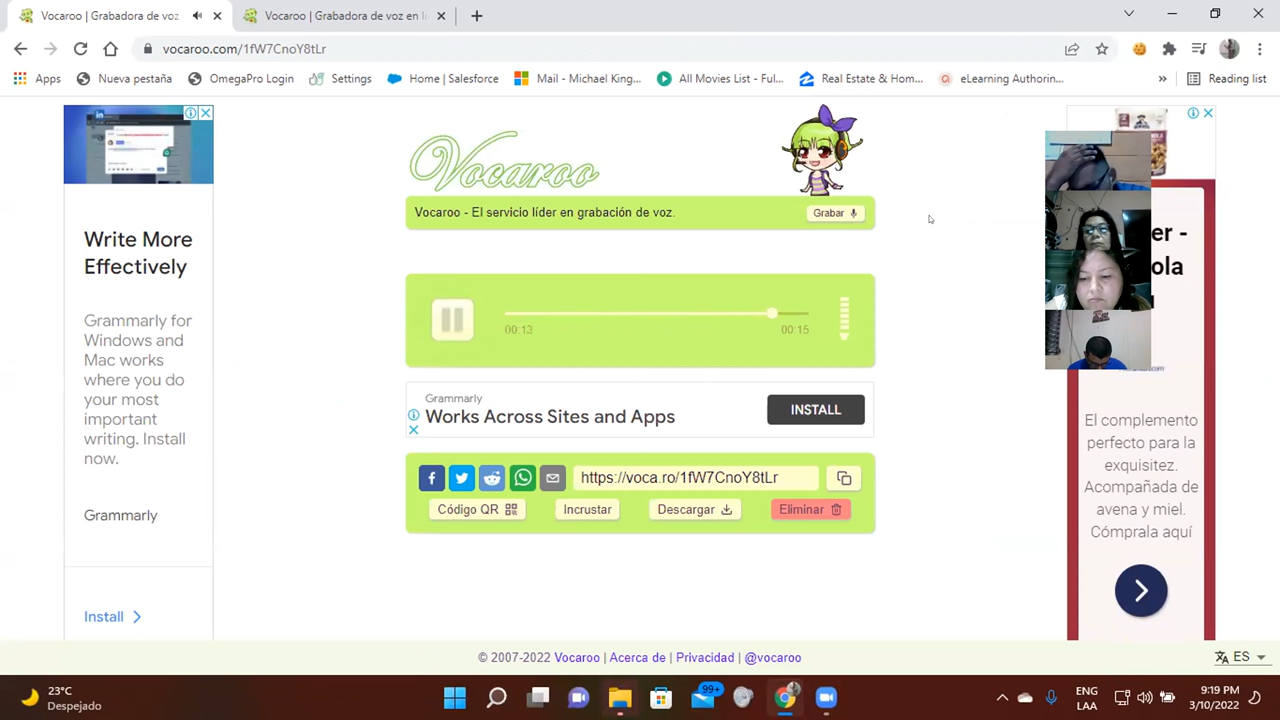 Vocaroo | Grabadora de voz
Vocaroo | Grabadora de voz en lí
vocaroo.com/1fW7CnoY8tLr
Apps
Nueva pestaña
OmegaPro Login
Settings
Home | Salesforce
Mail - Michael King...
All Movies List - Ful...
Real Estate & Hom...
eLearning Authorin...
»
Reading list
Vocaroo
Vocaroo - El servicio líder en grabación de voz.
Grabar
00:13
00:15
Grammarly
Works Across Sites and Apps
INSTALL
https://voca.ro/1fW7CnoY8tLr
Código QR
Incrustar
Descargar
Eliminar
Write More
Effectively
Grammarly for
Windows and
Mac works
where you do
your most
important
writing. Install
now.
Grammarly
Install
er -
ola
El complemento
perfecto para la
exquisitez.
Acompañada de
avena y miel.
Cómprala aquí
© 2007-2022 Vocaroo | Acerca de | Privacidad | @vocaroo
ES
23°C
Despejado
99+
ENG
LAA
9:19 PM
3/10/2022